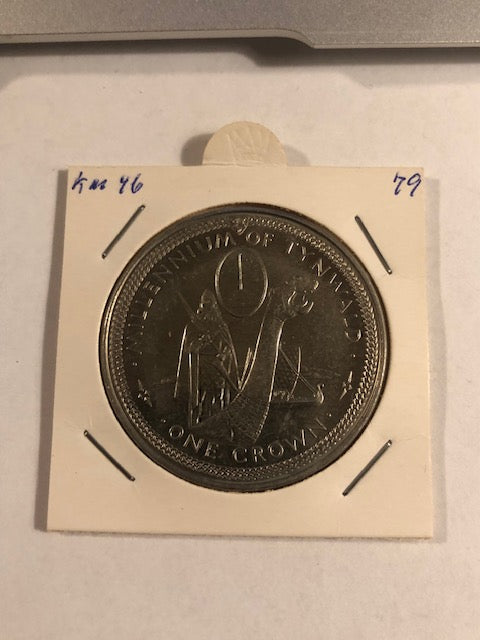 KM 46
79
MILLENNIUM OF TYNWALD
ONE CROWN